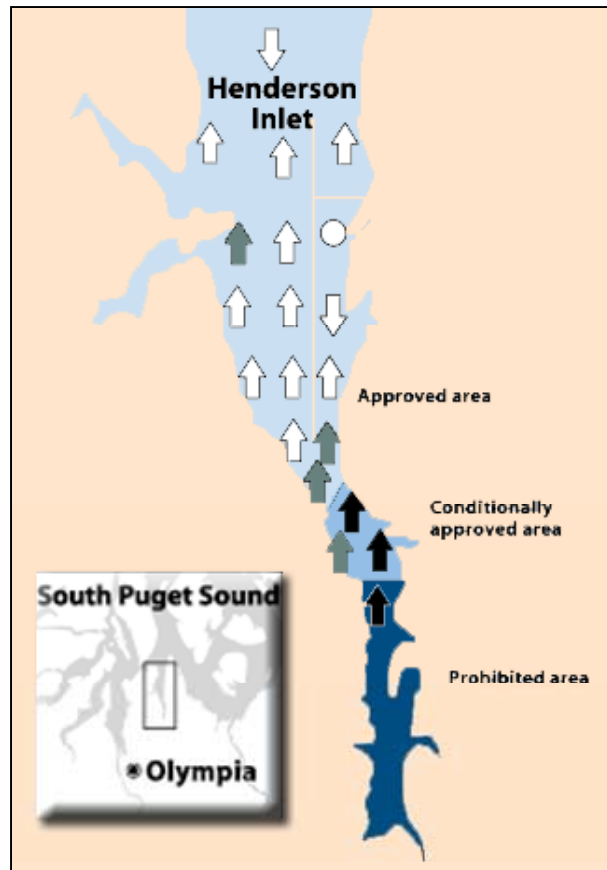 Henderson
Inlet
Approved area
Conditionally
approved area
South Puget Sound
Prohibited area
Olympia